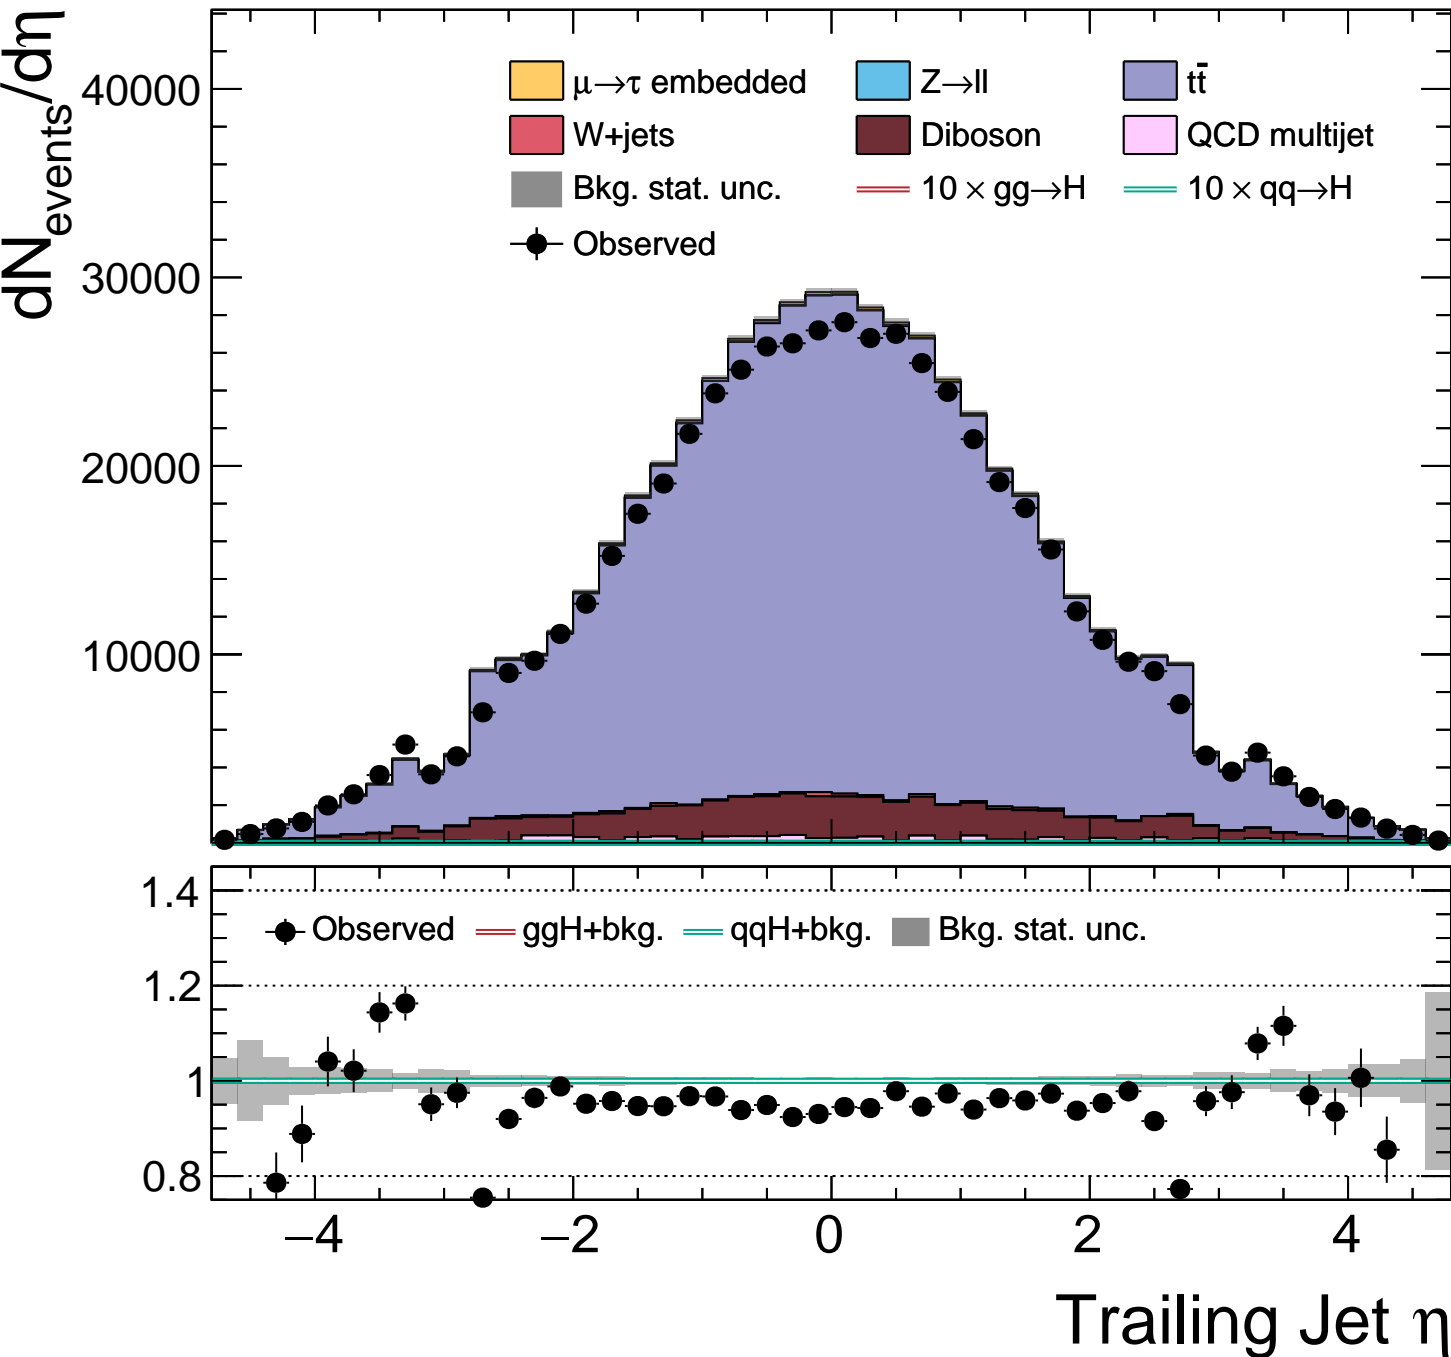 dN_events/dη
40000
30000
20000
10000
μ→τ embedded Z→ll tt̄
W+jets Diboson QCD multijet
Bkg. stat. unc. 10 × gg→H 10 × qq→H
Observed
1.4
1.2
1
0.8
Observed ggH+bkg. qqH+bkg. Bkg. stat. unc.
−4 −2 0 2 4
Trailing Jet η